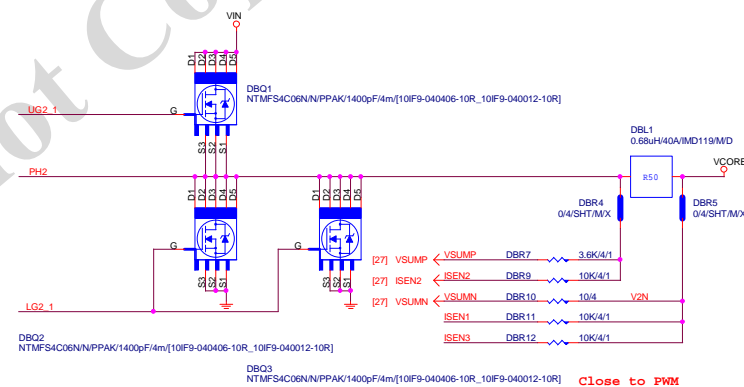 ot Co
VIN
D1 D2 D3 D4 D5
DBQ1
NTMFS4C06N/N/PPAK/1400pF/4m/[10IF9-040406-10R_10IF9-040012-10R]
UG2_1
G
S3 S2 S1
DBL1
0.68uH/40A/IMD119/M/D
R50
VCORE
PH2
D1 D2 D3 D4 D5
D1 D2 D3 D4 D5
DBR4
0/4/SHT/M/X
DBR5
0/4/SHT/M/X
G
G
S3 S2 S1
S3 S2 S1
[27] VSUMP VSUMP DBR7 3.6K/4/1
[27] ISEN2 ISEN2 DBR9 10K/4/1
[27] VSUMN VSUMN DBR10 10/4 V2N
ISEN1 DBR11 10K/4/1
ISEN3 DBR12 10K/4/1
LG2_1
DBQ2
NTMFS4C06N/N/PPAK/1400pF/4m/[10IF9-040406-10R_10IF9-040012-10R]
DBQ3
NTMFS4C06N/N/PPAK/1400pF/4m/[10IF9-040406-10R_10IF9-040012-10R]
Close to PWM